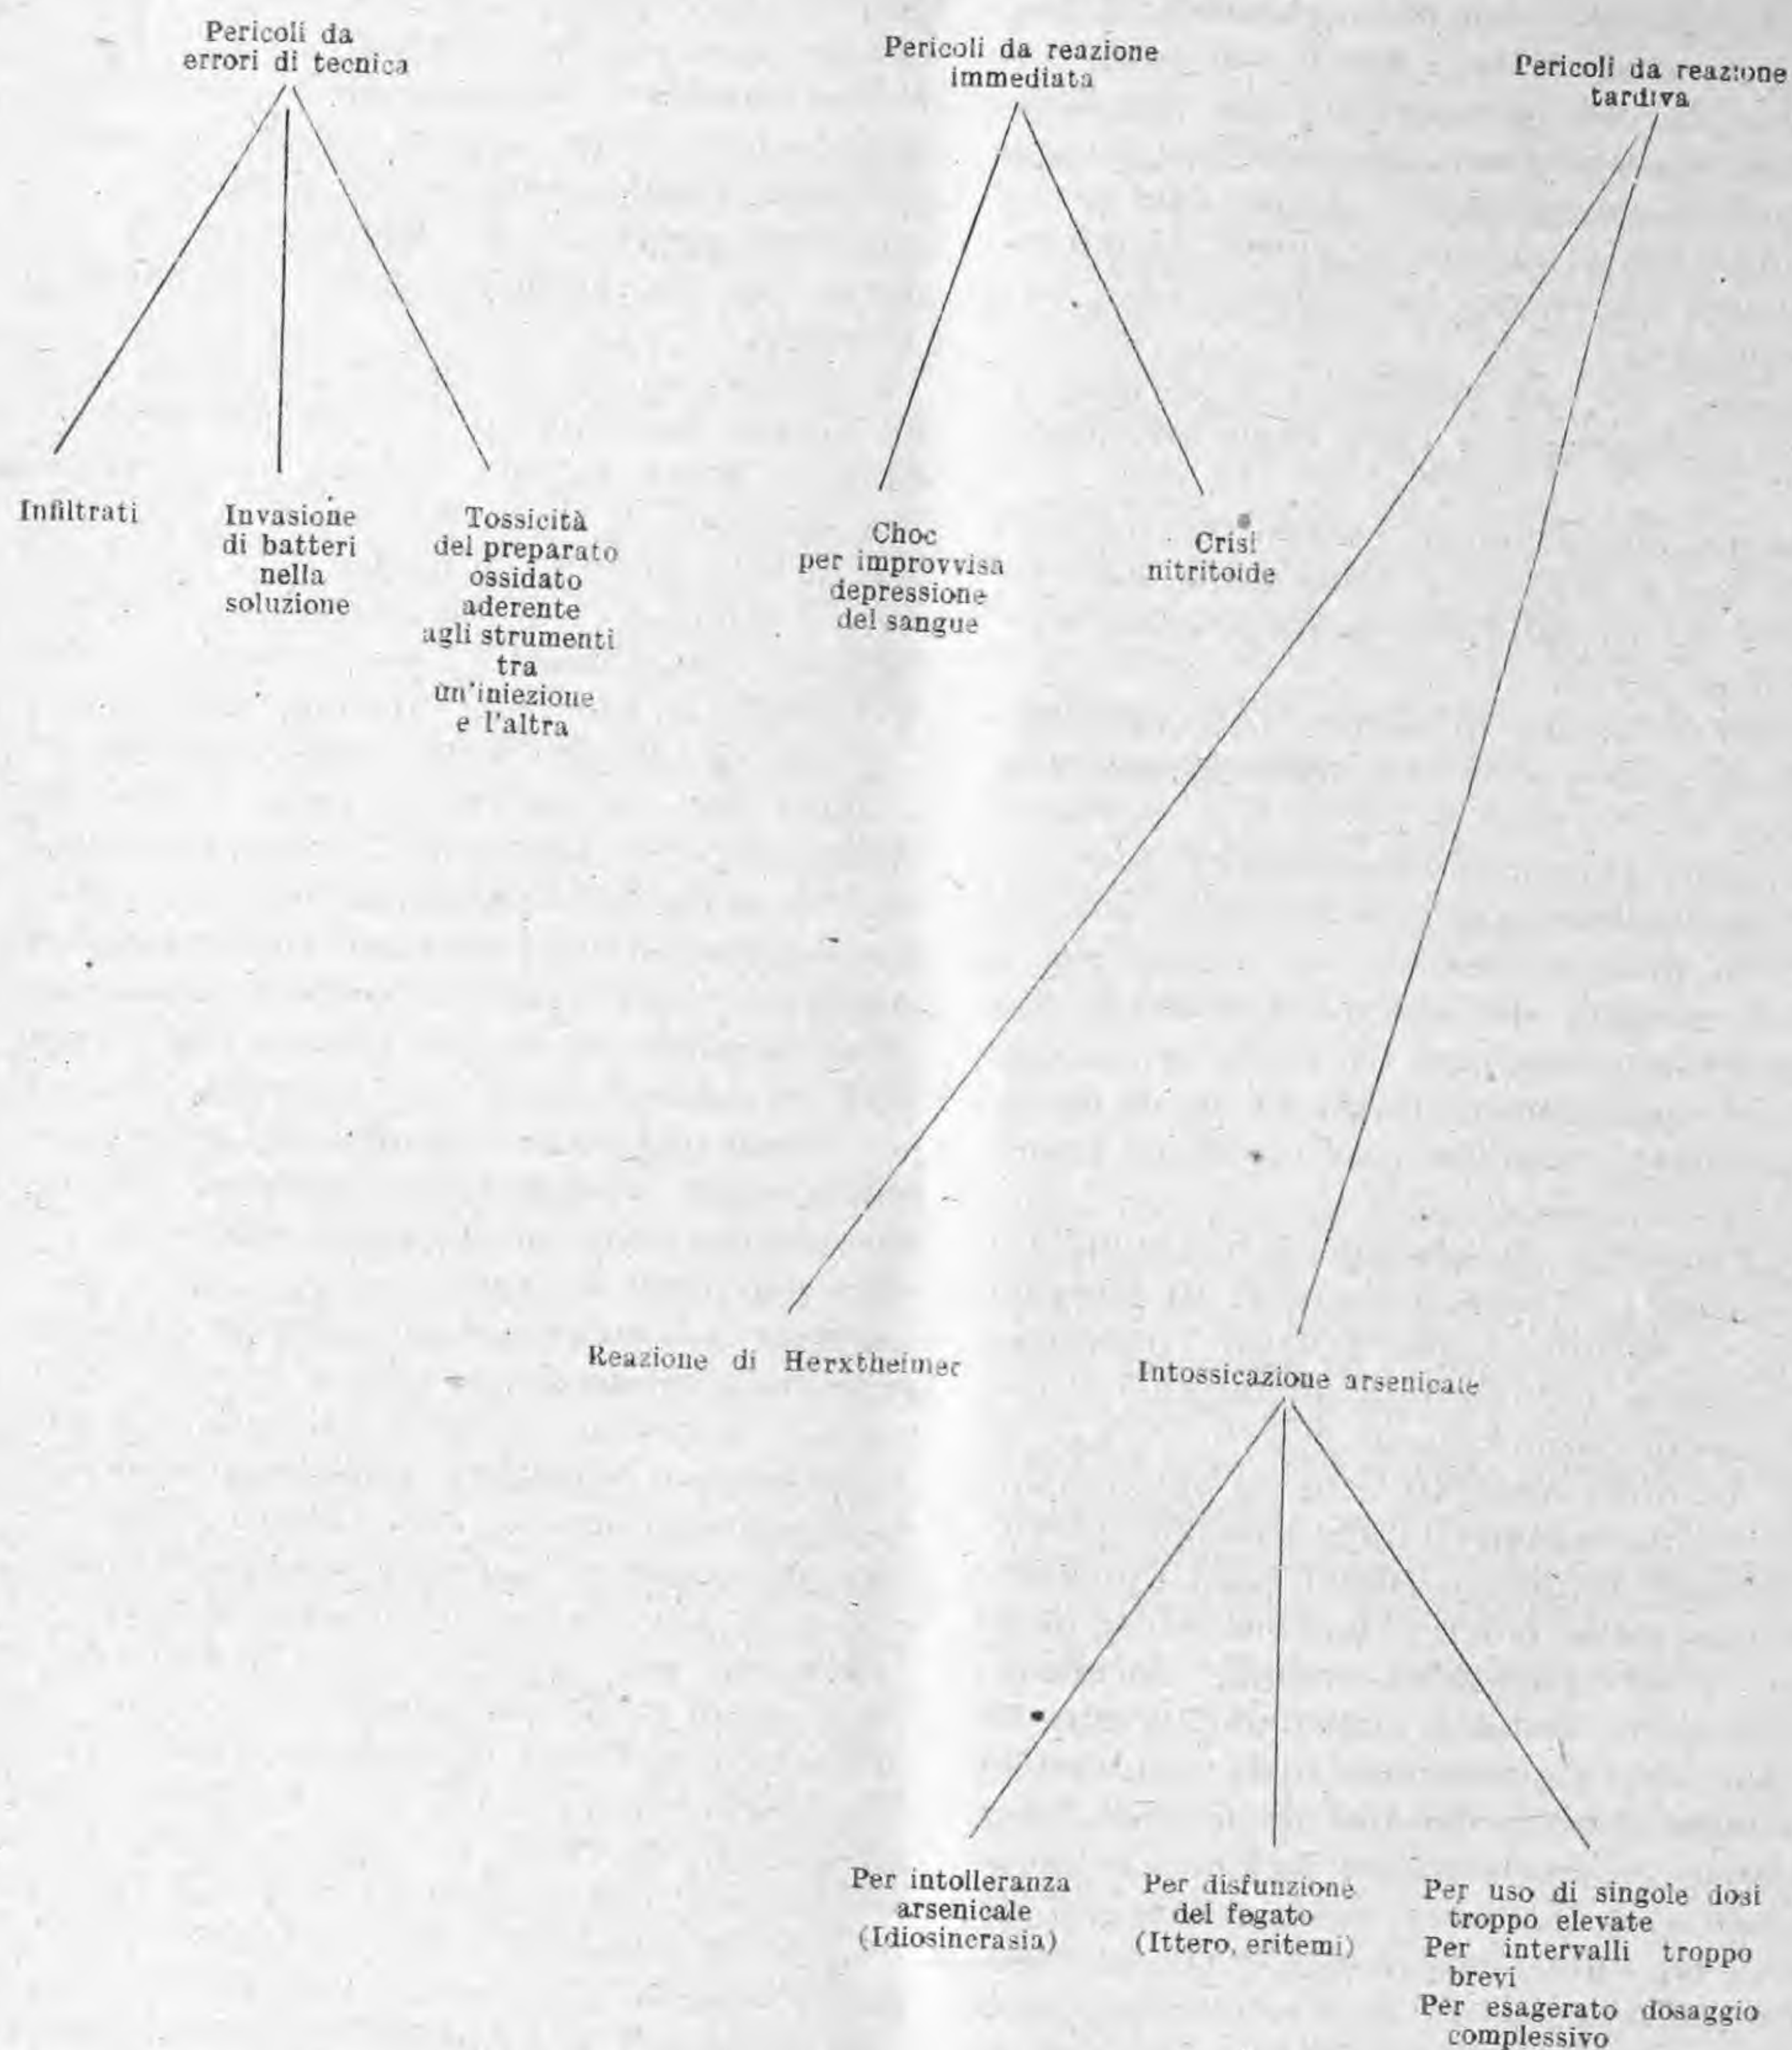 Pericoli da
errori di tecnica
Pericoli da reazione
immediata
Pericoli da reazione
tardiva
Infiltrati
Invasione
di batteri
nella
soluzione
Tossicità
del preparato
ossidato
aderente
agli strumenti
tra
un'iniezione
e l'altra
Choc
per improvvisa
depressione
del sangue
Crisi
nitritoide
Reazione di Herxtheimer
Intossicazione arsenicale
Per intolleranza
arsenicale
(Idiosincrasia)
Per disfunzione
del fegato
(Ittero, eritemi)
Per uso di singole dosi
troppo elevate
Per intervalli troppo
brevi
Per esagerato dosaggio
complessivo